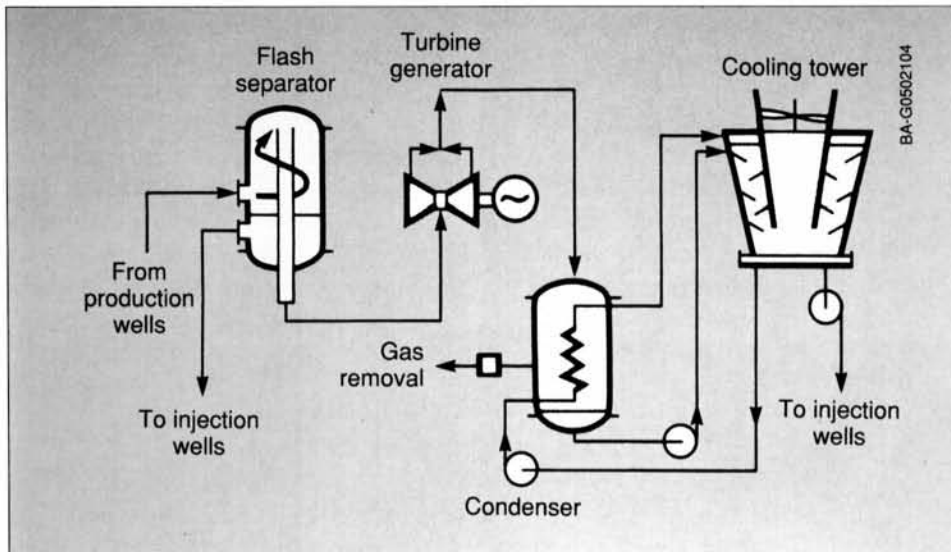 Flash
separator
Turbine
generator
Cooling tower
BA-G0502104
From
production
wells
To injection
wells
Gas
removal
Condenser
To injection
wells